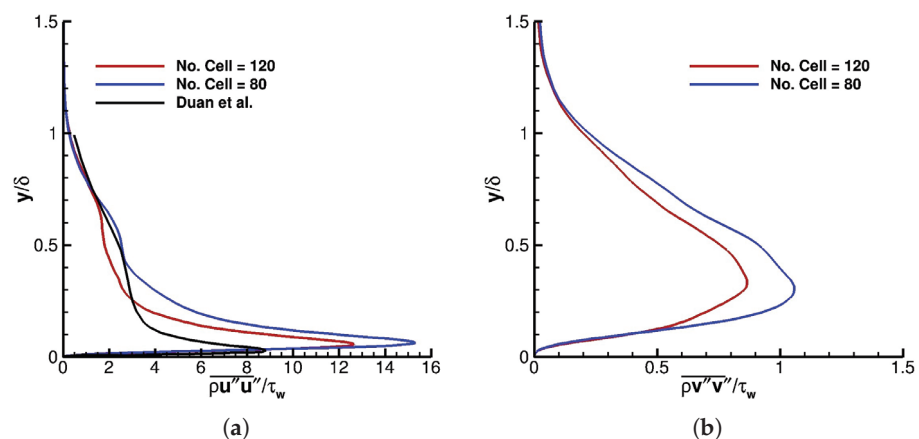 1.5
No. Cell = 120
No. Cell = 80
Duan et al.
1
y/δ
0.5
0
0 2 4 6 8 10 12 14 16
ρu″u″/τw
(a)
1.5
No. Cell = 120
No. Cell = 80
1
y/δ
0.5
0
0 0.5 1 1.5
ρv″v″/τw
(b)